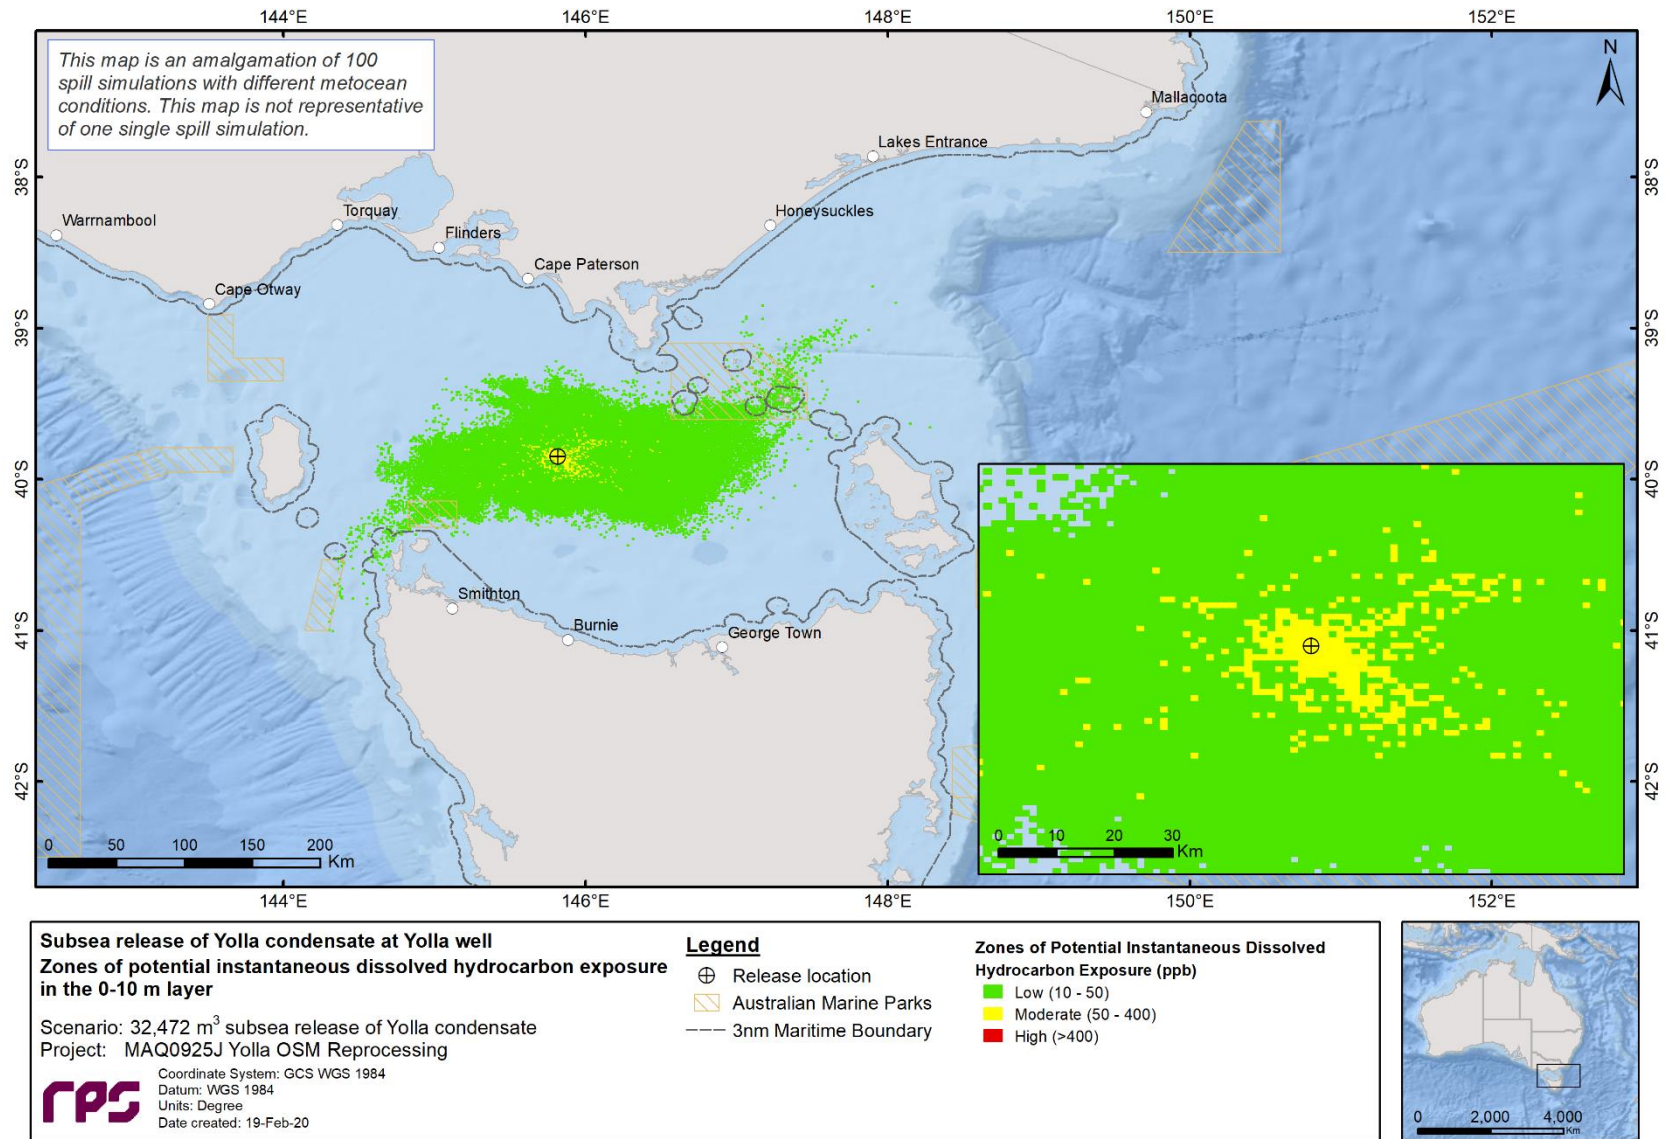 144°E 146°E 148°E 150°E 152°E
This map is an amalgamation of 100
spill simulations with different metocean
conditions. This map is not representative
of one single spill simulation.
N
Mallacoota
Lakes Entrance
38°S 38°S
Torquay
Honeysuckles
Warrnambool
Flinders
Cape Paterson
Cape Otway
39°S 39°S
40°S 40°S
Smithton
Burnie
George Town
41°S 41°S
42°S 42°S
0 50 100 150 200
Km
0 10 20 30
Km
144°E 146°E 148°E 150°E 152°E
Subsea release of Yolla condensate at Yolla well
Zones of potential instantaneous dissolved hydrocarbon exposure
in the 0-10 m layer
Scenario: 32,472 m³ subsea release of Yolla condensate
Project: MAQ0925J Yolla OSM Reprocessing
rps
Coordinate System: GCS WGS 1984
Datum: WGS 1984
Units: Degree
Date created: 19-Feb-20
Legend
Release location
Australian Marine Parks
3nm Maritime Boundary
Zones of Potential Instantaneous Dissolved
Hydrocarbon Exposure (ppb)
Low (10 - 50)
Moderate (50 - 400)
High (>400)
0 2,000 4,000
Km